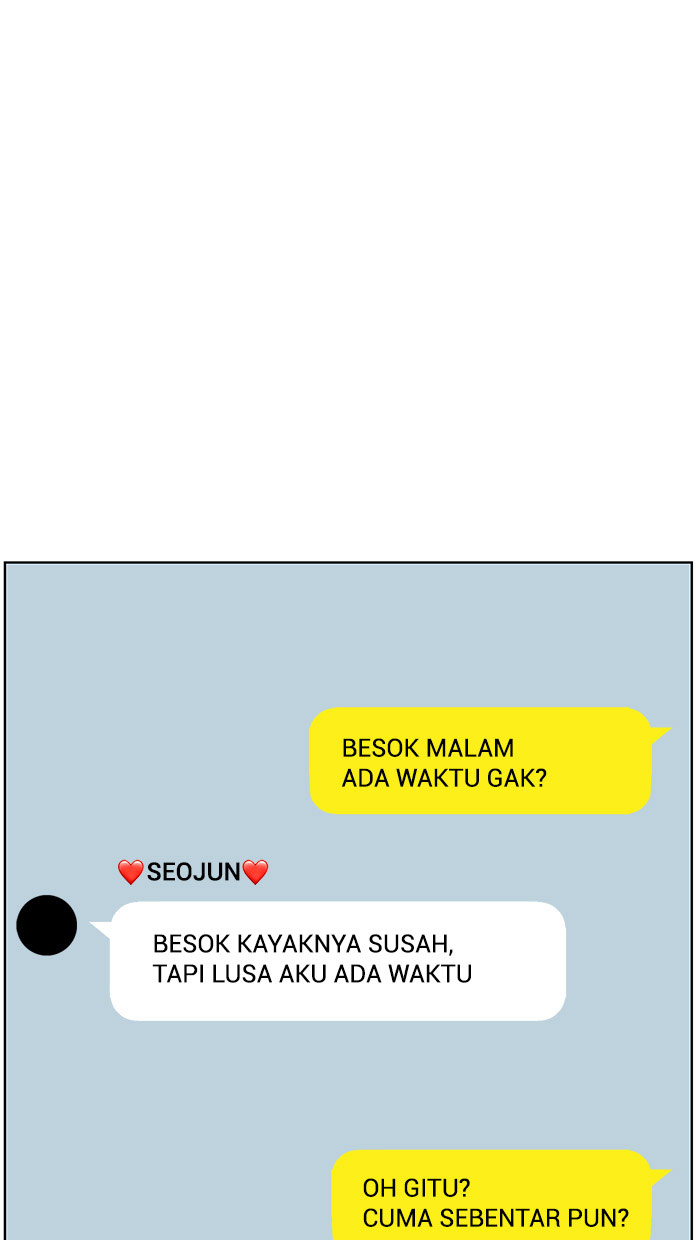 BESOK MALAM
ADA WAKTU GAK?
❤️SEOJUN❤️
BESOK KAYAKNYA SUSAH,
TAPI LUSA AKU ADA WAKTU
OH GITU?
CUMA SEBENTAR PUN?